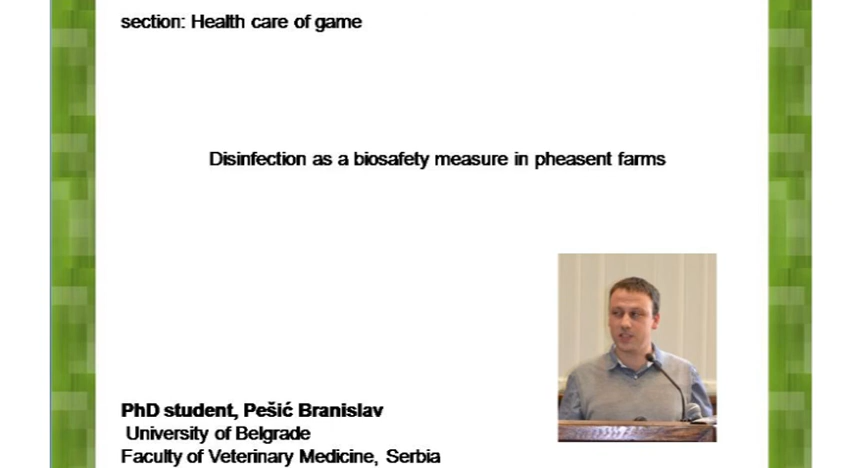 section: Health care of game
Disinfection as a biosafety measure in pheasent farms
PhD student, Pešić Branislav
University of Belgrade
Faculty of Veterinary Medicine, Serbia